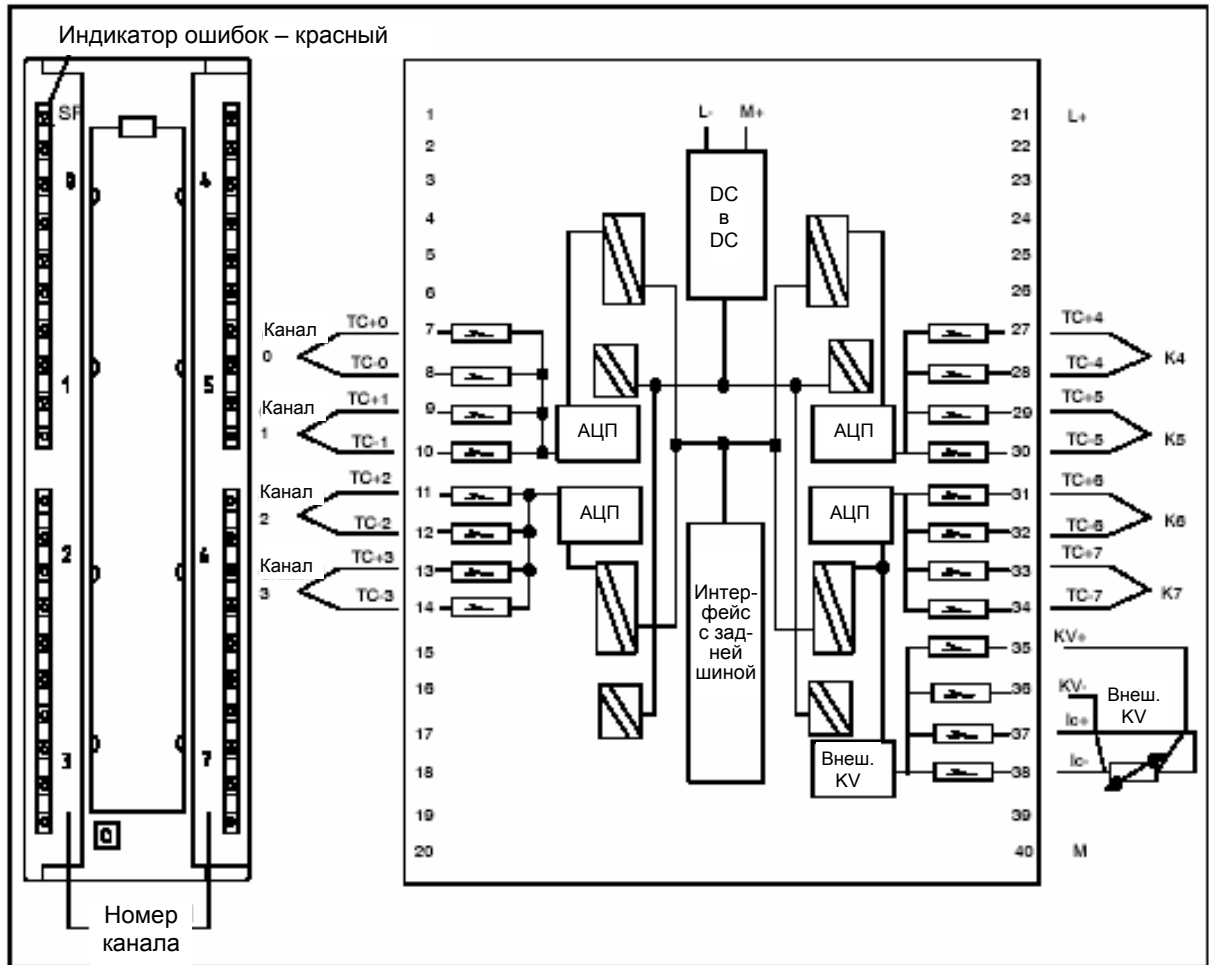 Индикатор ошибок – красный
SF
0
4
1
5
2
6
3
7
Номер
канала
Канал
0
TC+0
TC-0
Канал
1
TC+1
TC-1
Канал
2
TC+2
TC-2
Канал
3
TC+3
TC-3
1
2
3
4
5
6
7
8
9
10
11
12
13
14
15
16
17
18
19
20
L-
M+
DC
в
DC
АЦП
АЦП
АЦП
АЦП
Интер-
фейс
с зад-
ней
шиной
Внеш.
KV
21
22
23
24
25
26
27
28
29
30
31
32
33
34
35
36
37
38
39
40
L+
TC+4
TC-4
K4
TC+5
TC-5
K5
TC+6
TC-6
K6
TC+7
TC-7
K7
KV+
KV-
Ic+
Ic-
Внеш.
KV
M